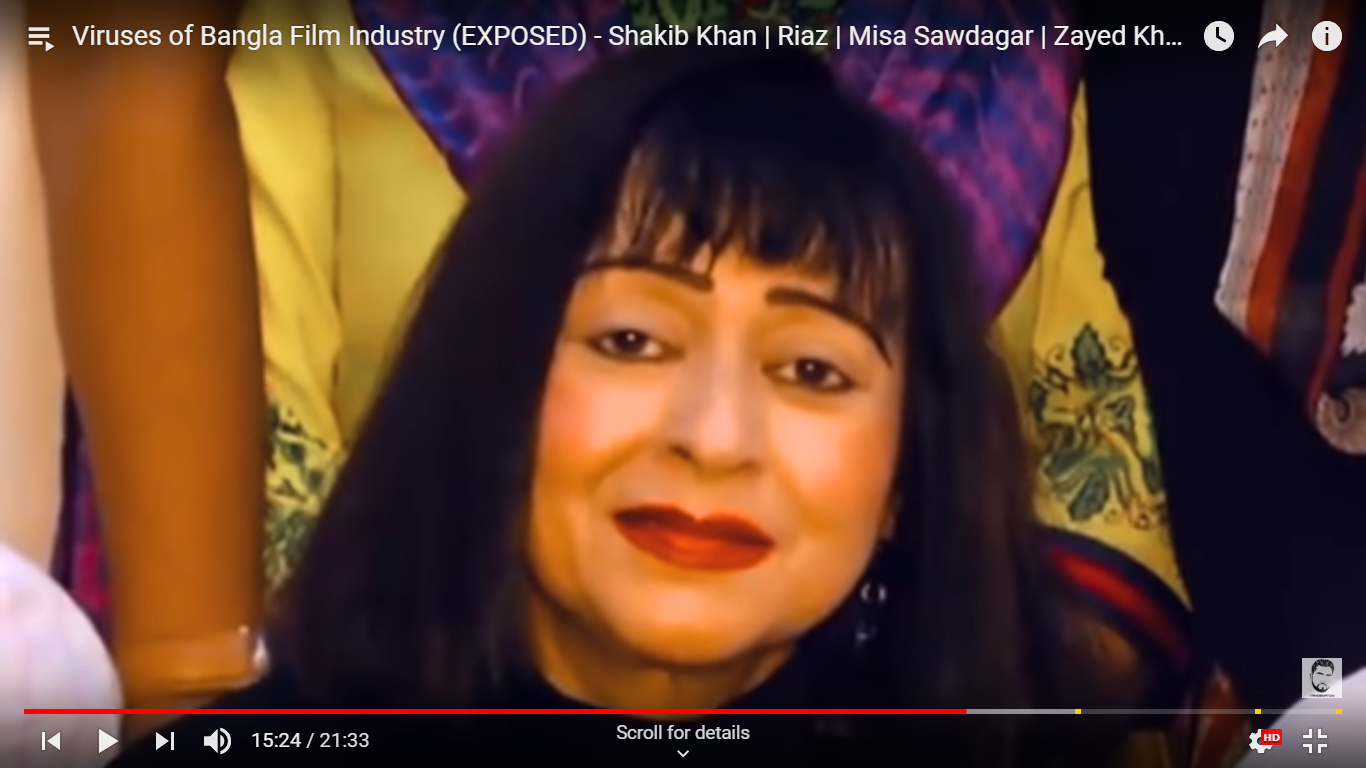 Viruses of Bangla Film Industry (EXPOSED) - Shakib Khan | Riaz | Misa Sawdagar | Zayed Kh...
15:24 / 21:33
Scroll for details
HD